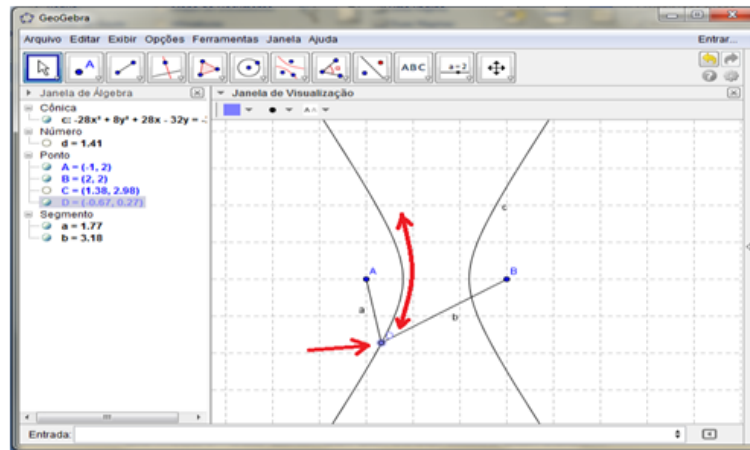 GeoGebra
Arquivo Editar Exibir Opções Ferramentas Janela Ajuda
Entrar...
A
ABC
a=2
Janela de Álgebra
Janela de Visualização
Cônica
c: -28x² + 8y² + 28x - 32y = -
Número
d = 1.41
Ponto
A = (-1, 2)
B = (2, 2)
C = (1.38, 2.98)
D = (-0.67, 0.27)
Segmento
a = 1.77
b = 3.18
c
A
B
a
b
Entrada: